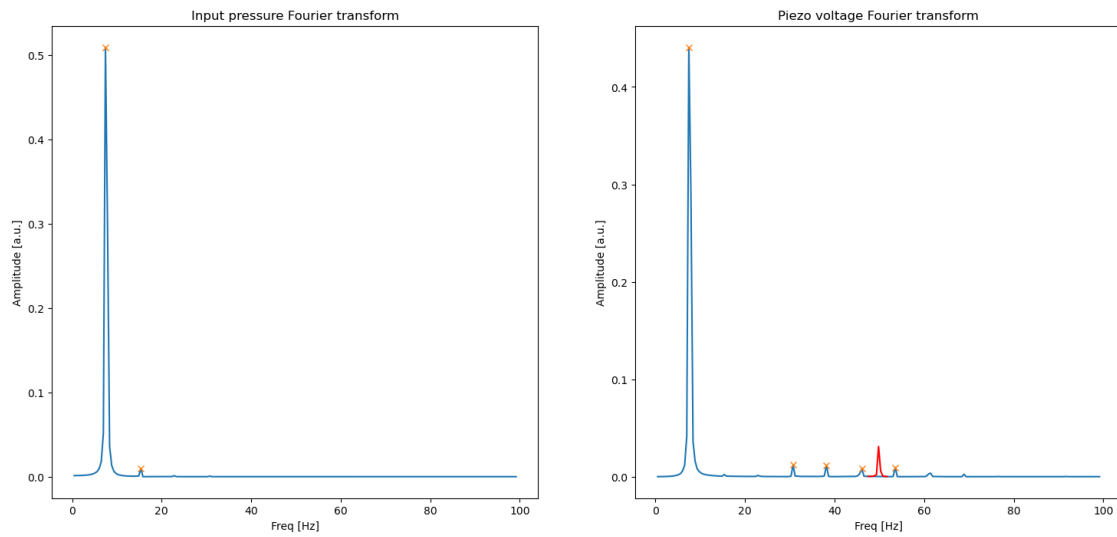 Input pressure Fourier transform
Amplitude [a.u.]
0.5
0.4
0.3
0.2
0.1
0.0
0 20 40 60 80 100
Freq [Hz]
Piezo voltage Fourier transform
Amplitude [a.u.]
0.4
0.3
0.2
0.1
0.0
0 20 40 60 80 100
Freq [Hz]